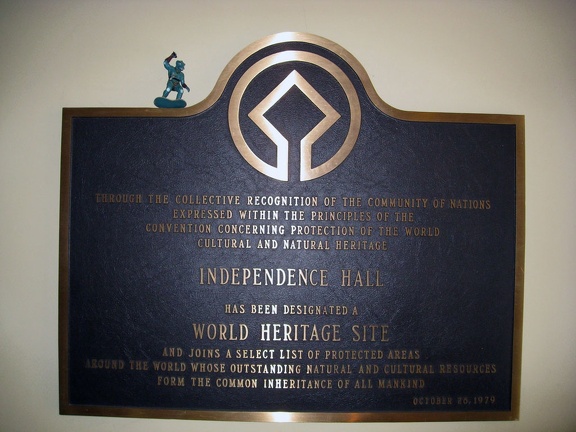 THROUGH THE COLLECTIVE RECOGNITION OF THE COMMUNITY OF NATIONS
EXPRESSED WITHIN THE PRINCIPLES OF THE
CONVENTION CONCERNING PROTECTION OF THE WORLD
CULTURAL AND NATURAL HERITAGE
INDEPENDENCE HALL
HAS BEEN DESIGNATED A
WORLD HERITAGE SITE
AND JOINS A SELECT LIST OF PROTECTED AREAS
AROUND THE WORLD WHOSE OUTSTANDING NATURAL AND CULTURAL RESOURCES
FORM THE COMMON INHERITANCE OF ALL MANKIND
OCTOBER 25, 1979